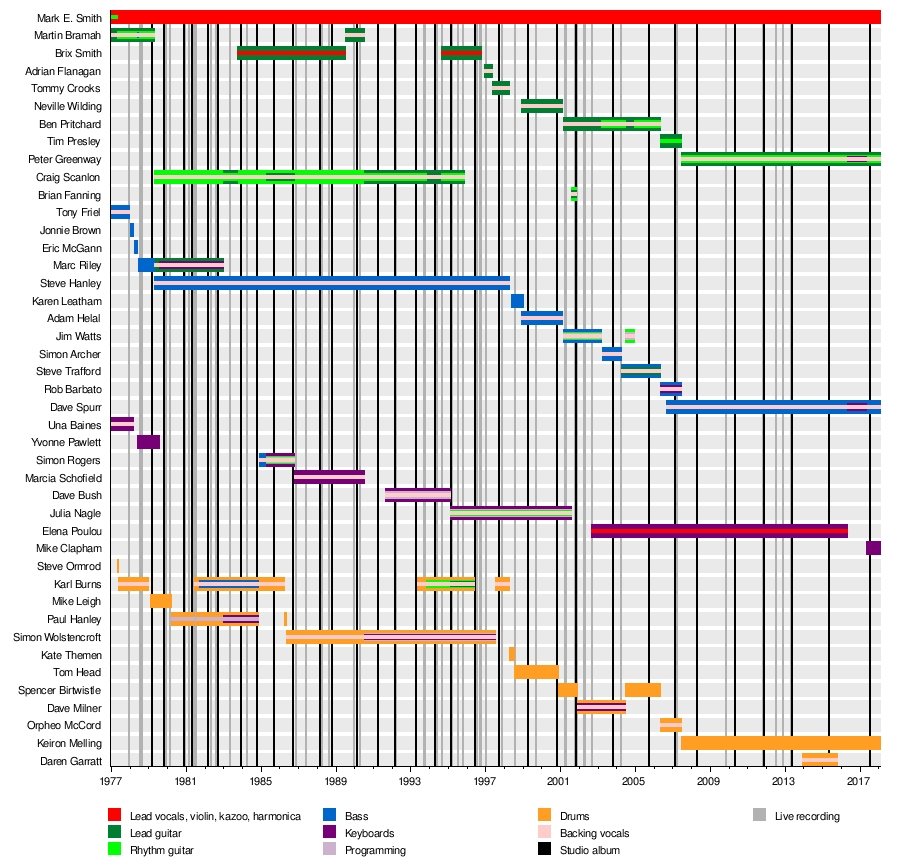 Mark E. Smith
Martin Bramah
Brix Smith
Adrian Flanagan
Tommy Crooks
Neville Wilding
Ben Pritchard
Tim Presley
Peter Greenway
Craig Scanlon
Brian Fanning
Tony Friel
Jonnie Brown
Eric McGann
Marc Riley
Steve Hanley
Karen Leatham
Adam Helal
Jim Watts
Simon Archer
Steve Trafford
Rob Barbato
Dave Spurr
Una Baines
Yvonne Pawlett
Simon Rogers
Marcia Schofield
Dave Bush
Julia Nagle
Elena Poulou
Mike Clapham
Steve Ormrod
Karl Burns
Mike Leigh
Paul Hanley
Simon Wolstencroft
Kate Themen
Tom Head
Spencer Birtwistle
Dave Milner
Orpheo McCord
Keiron Melling
Daren Garratt
1977 1981 1985 1989 1993 1997 2001 2005 2009 2013 2017
Lead vocals, violin, kazoo, harmonica Bass Drums Live recording
Lead guitar Keyboards Backing vocals
Rhythm guitar Programming Studio album